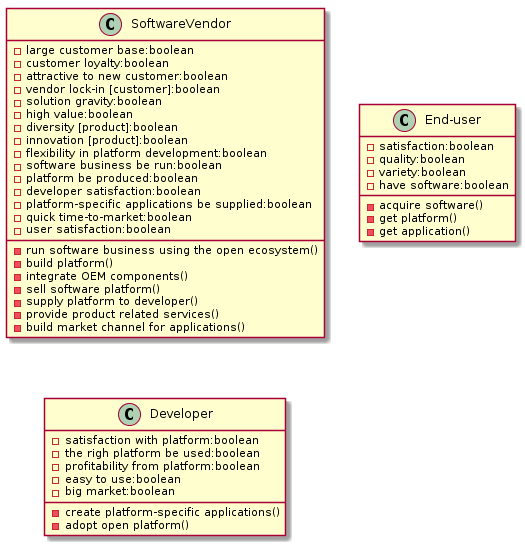 C SoftwareVendor
large customer base:boolean
customer loyalty:boolean
attractive to new customer:boolean
vendor lock-in [customer]:boolean
solution gravity:boolean
high value:boolean
diversity [product]:boolean
innovation [product]:boolean
flexibility in platform development:boolean
software business be run:boolean
platform be produced:boolean
developer satisfaction:boolean
platform-specific applications be supplied:boolean
quick time-to-market:boolean
user satisfaction:boolean
run software business using the open ecosystem()
build platform()
integrate OEM components()
sell software platform()
supply platform to developer()
provide product related services()
build market channel for applications()
C End-user
satisfaction:boolean
quality:boolean
variety:boolean
have software:boolean
acquire software()
get platform()
get application()
C Developer
satisfaction with platform:boolean
the righ platform be used:boolean
profitability from platform:boolean
easy to use:boolean
big market:boolean
create platform-specific applications()
adopt open platform()